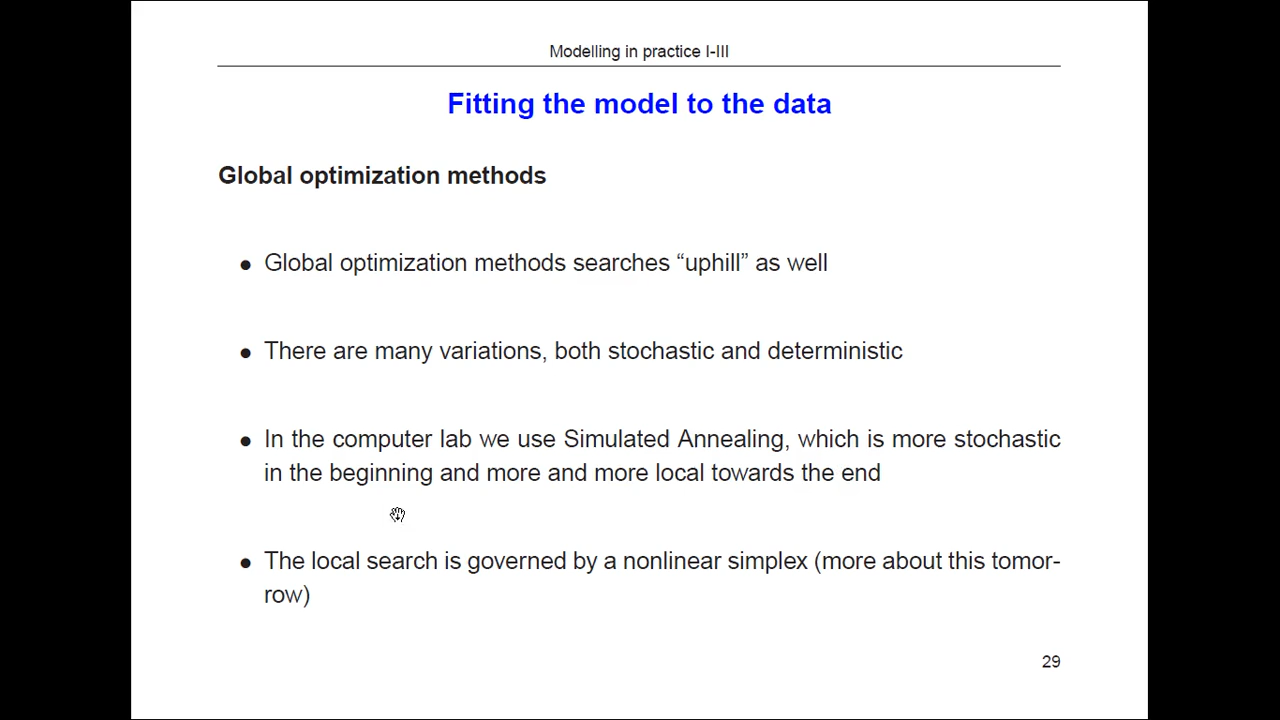 Modelling in practice I-III
Fitting the model to the data
Global optimization methods
● Global optimization methods searches “uphill” as well
● There are many variations, both stochastic and deterministic
● In the computer lab we use Simulated Annealing, which is more stochastic
in the beginning and more and more local towards the end
● The local search is governed by a nonlinear simplex (more about this tomor-
row)
29